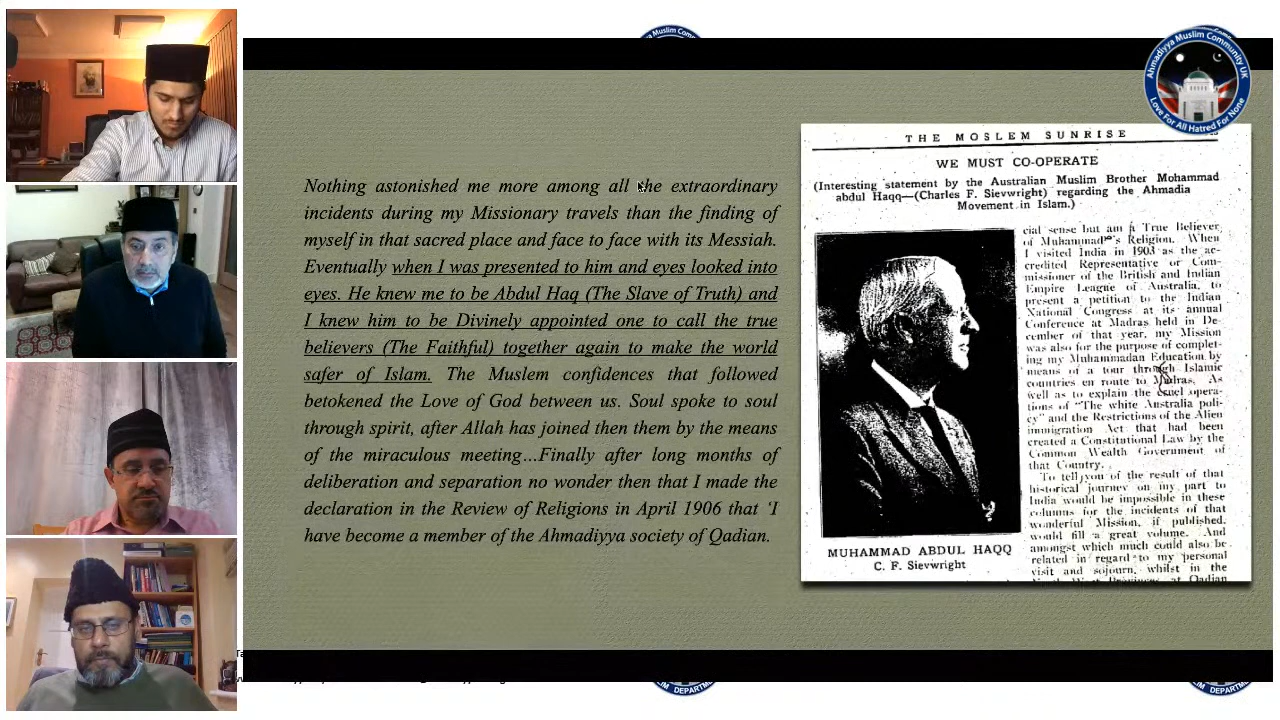 Nothing astonished me more among all the extraordinary
incidents during my Missionary travels than the finding of
myself in that sacred place and face to face with its Messiah.
Eventually when I was presented to him and eyes looked into
eyes. He knew me to be Abdul Haq (The Slave of Truth) and
I knew him to be Divinely appointed one to call the true
believers (The Faithful) together again to make the world
safer of Islam. The Muslem confidences that followed
betokened the Love of God between us. Soul spoke to soul
through spirit, after Allah has joined then them by the means
of the miraculous meeting…Finally after long months of
deliberation and separation no wonder then that I made the
declaration in the Review of Religions in April 1906 that ‘I
have become a member of the Ahmadiyya society of Qadian.
Ahmadiyya Muslim Community UK
Love For All Hatred For None
THE MOSLEM SUNRISE
WE MUST CO-OPERATE
(Interesting statement by the Australian Muslim Brother Mohammad
abdul Haqq—(Charles F. Sievwright) regarding the Ahmadia
Movement in Islam.)
cial sense but am a True Believer,
of Muhammad's Religion. When
I visited India in 1903 as the ac-
credited Representative or Com-
missioner of the British and Indian
Empire League of Australia, to
present a petition to the Indian
National Congress at its annual
Conference at Madras held in De-
cember of that year, my Mission
was also for the purpose of complet-
ing my Muhammadan Education by
means of a tour through Islamic
countries en route to Madras. As
well as to explain the cruel opera-
tions of "The white Australia poli-
cy" and the Restrictions of the Alien
immigration Act that had been
created a Constitutional Law by the
Common Wealth Government of
that Country.
To tell you of the result of that
historical journey on my part to
India would be impossible in these
columns for the incidents of that
wonderful Mission, if published,
would fill a great volume. And
amongst which much could also be
related in regard to my personal
visit and sojourn, whilst in the
at Qadian
MUHAMMAD ABDUL HAQQ
C. F. Sievwright